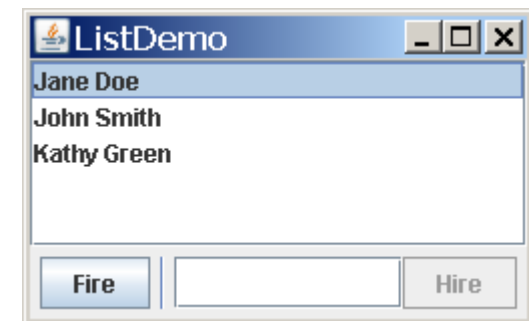 ListDemo
Jane Doe
John Smith
Kathy Green
Fire Hire